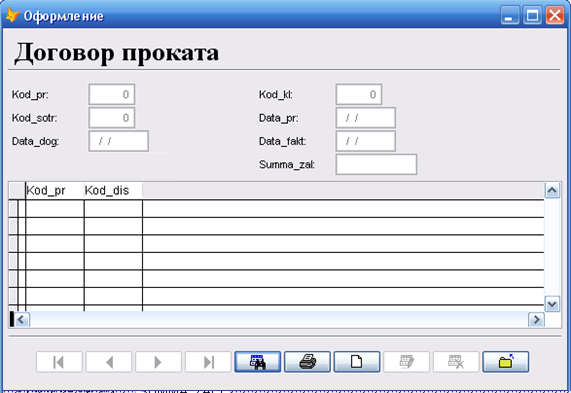 Оформление
Договор проката
Kod_pr: 0
Kod_kl: 0
Kod_sotr: 0
Data_pr: / /
Data_dog: / /
Data_fakt: / /
Summa_zal:
Kod_pr Kod_dis